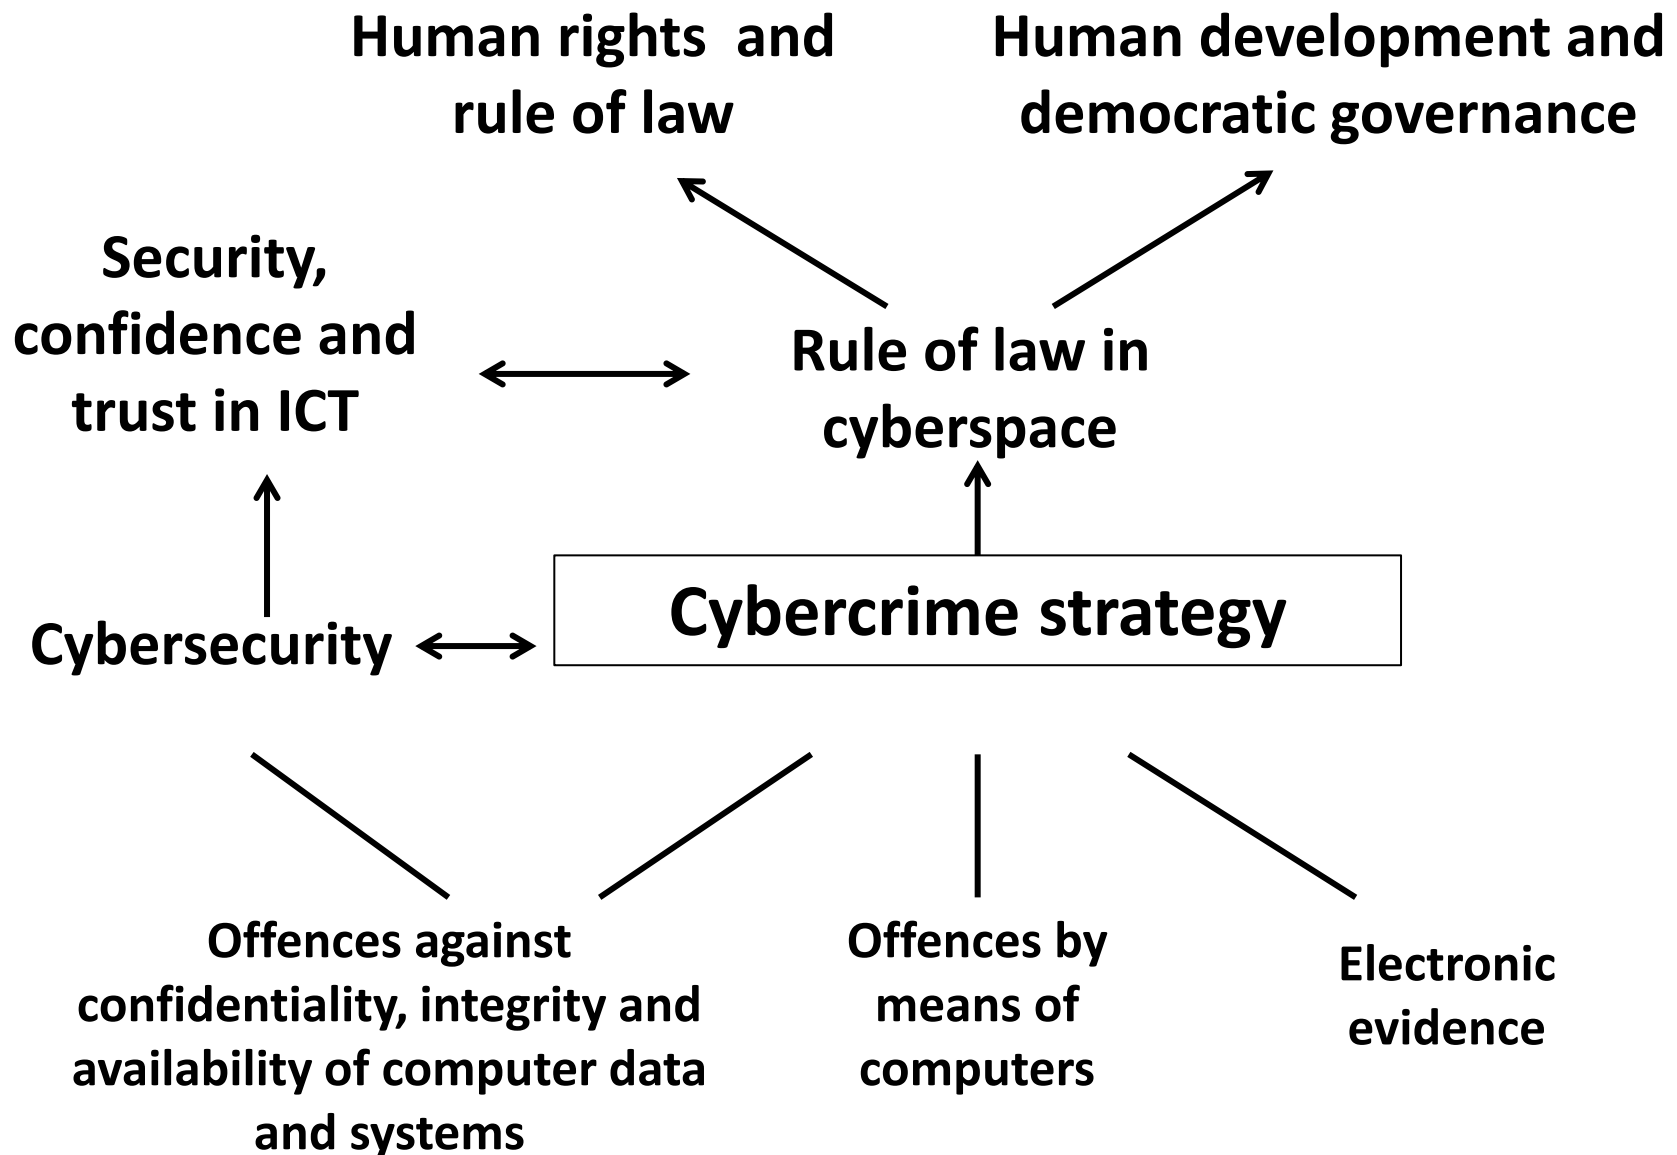 Human rights and
rule of law
Human development and
democratic governance
Security,
confidence and
trust in ICT
Rule of law in
cyberspace
Cybercrime strategy
Cybersecurity
Offences against
confidentiality, integrity and
availability of computer data
and systems
Offences by
means of
computers
Electronic
evidence